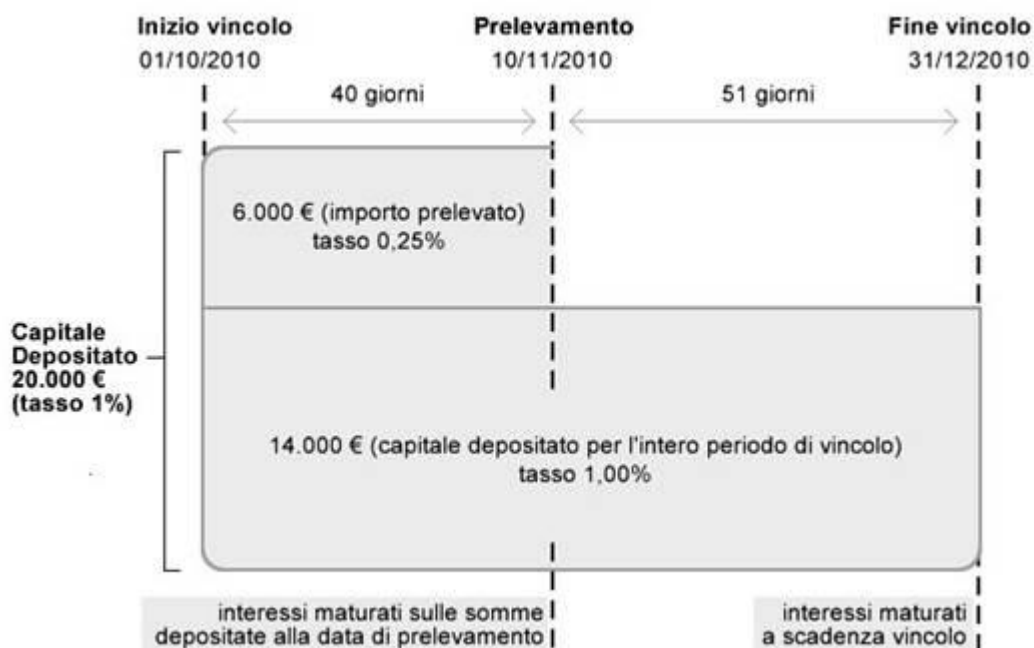 Inizio vincolo
01/10/2010
Prelevamento
10/11/2010
Fine vincolo
31/12/2010
40 giorni
51 giorni
6.000 € (importo prelevato)
tasso 0,25%
Capitale
Depositato
20.000 €
(tasso 1%)
14.000 € (capitale depositato per l'intero periodo di vincolo)
tasso 1,00%
interessi maturati sulle somme
depositate alla data di prelevamento
interessi maturati
a scadenza vincolo